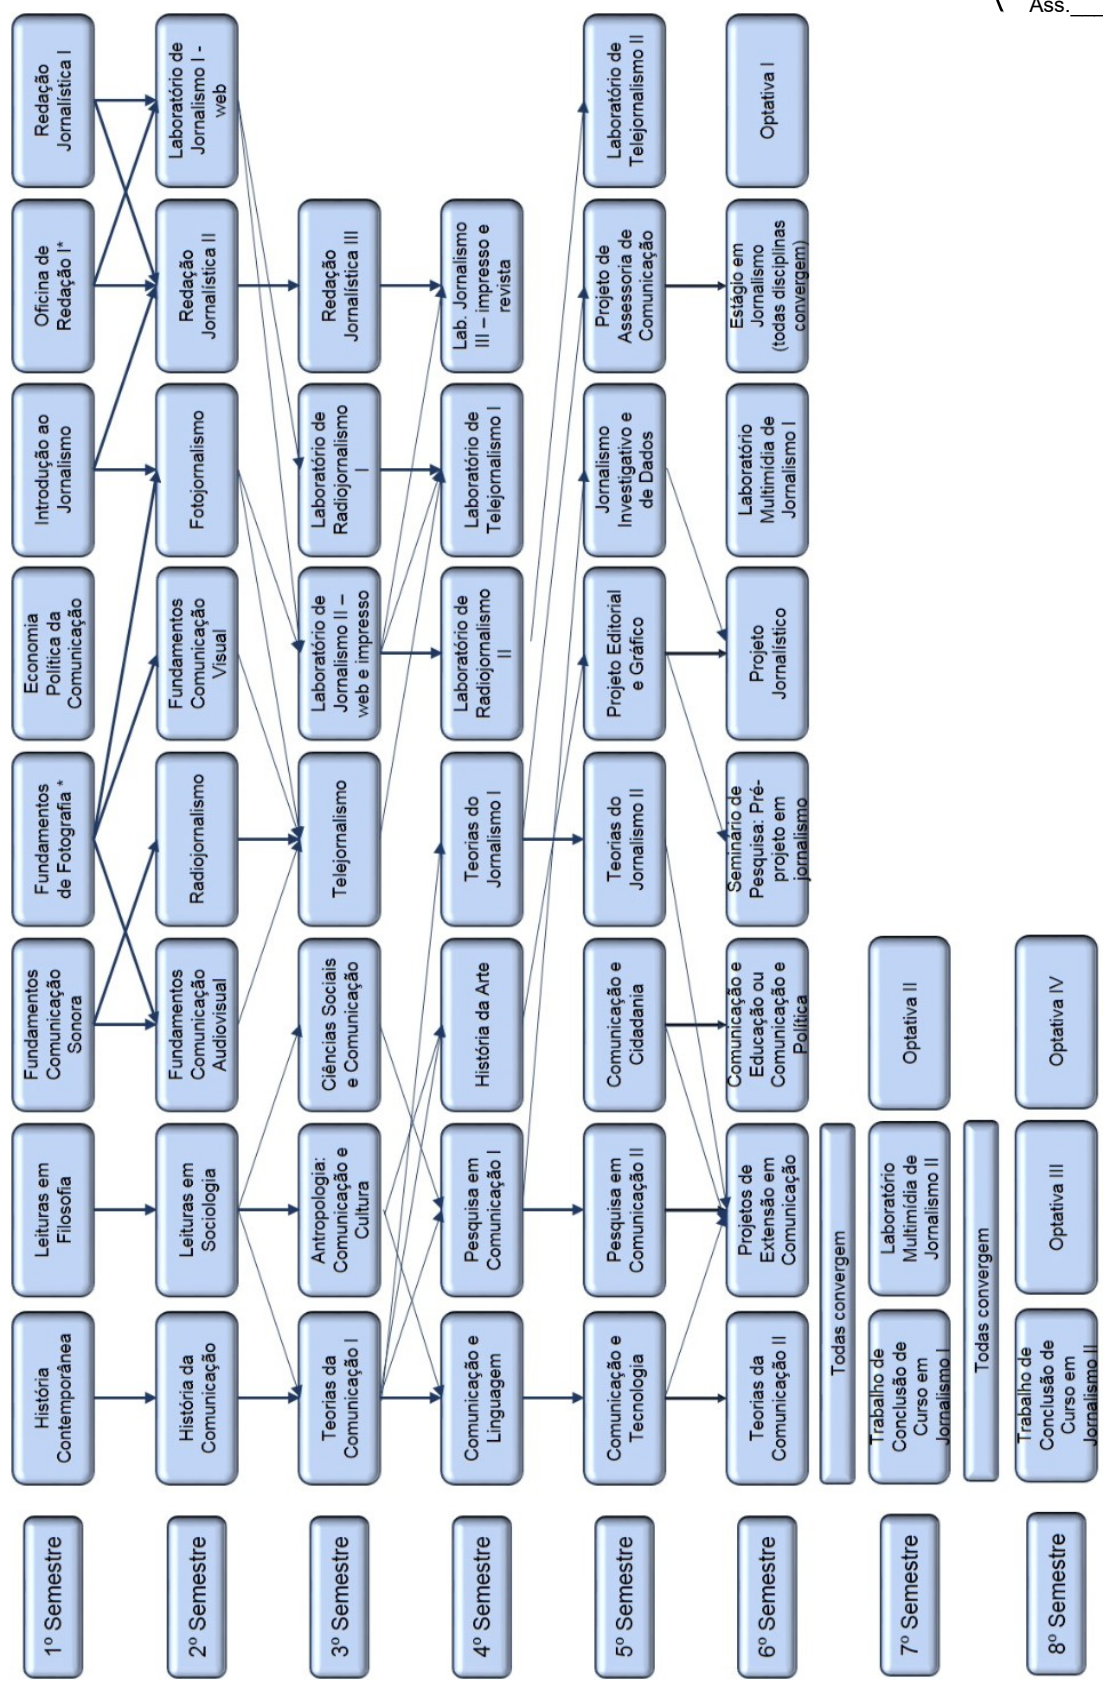 Ass.___
1º Semestre
História
Contemporânea
Leituras em
Filosofia
Fundamentos
Comunicação
Sonora
Fundamentos
de Fotografia *
Economia
Política da
Comunicação
Introdução ao
Jornalismo
Oficina de
Redação I*
Redação
Jornalística I
2º Semestre
História da
Comunicação
Leituras em
Sociologia
Fundamentos
Comunicação
Audiovisual
Radiojornalismo
Fundamentos
Comunicação
Visual
Fotojornalismo
Redação
Jornalística II
Laboratório de
Jornalismo I -
web
3º Semestre
Teorias da
Comunicação I
Antropologia:
Comunicação e
Cultura
Ciências Sociais
e Comunicação
Telejornalismo
Laboratório de
Jornalismo II –
web e impresso
Laboratório de
Radiojornalismo
I
Redação
Jornalística III
4º Semestre
Comunicação e
Linguagem
Pesquisa em
Comunicação I
História da Arte
Teorias do
Jornalismo I
Laboratório de
Radiojornalismo
II
Laboratório de
Telejornalismo I
Lab. Jornalismo
III – impresso e
revista
5º Semestre
Comunicação e
Tecnologia
Pesquisa em
Comunicação II
Comunicação e
Cidadania
Teorias do
Jornalismo II
Projeto Editorial
e Gráfico
Jornalismo
Investigativo e
de Dados
Projeto de
Assessoria de
Comunicação
Laboratório de
Telejornalismo II
6º Semestre
Teorias da
Comunicação II
Projetos de
Extensão em
Comunicação
Comunicação e
Educação ou
Comunicação e
Política
Seminário de
Pesquisa: Pré-
projeto em
jornalismo
Projeto
Jornalístico
Laboratório
Multimídia de
Jornalismo I
Estágio em
Jornalismo
(todas disciplinas
convergem)
Optativa I
Todas convergem
7º Semestre
Trabalho de
Conclusão de
Curso em
Jornalismo I
Laboratório
Multimídia de
Jornalismo II
Optativa II
Todas convergem
8º Semestre
Trabalho de
Conclusão de
Curso em
Jornalismo II
Optativa III
Optativa IV